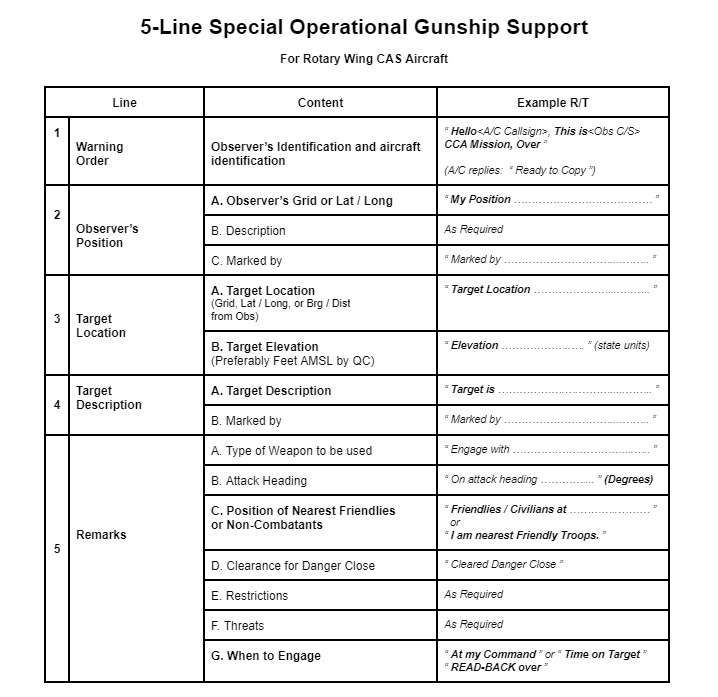 5-Line Special Operational Gunship Support
For Rotary Wing CAS Aircraft
Line Content Example R/T
1
Warning
Order
Observer's Identification and aircraft
identification
“ Hello<A/C Callsign>, This is<Obs C/S>
CCA Mission, Over ”
(A/C replies: “ Ready to Copy ”)
2
Observer's
Position
A. Observer's Grid or Lat / Long
“ My Position ………………………………… ”
B. Description
As Required
C. Marked by
“ Marked by ………………………………….. ”
3
Target
Location
A. Target Location
(Grid, Lat / Long, or Brg / Dist
from Obs)
“ Target Location …………………………… ”
B. Target Elevation
(Preferably Feet AMSL by QC)
“ Elevation …………………… ” (state units)
4
Target
Description
A. Target Description
“ Target is …………………………………….. ”
B. Marked by
“ Marked by ………………………………….. ”
5
Remarks
A. Type of Weapon to be used
“ Engage with ………………………………… ”
B. Attack Heading
“ On attack heading ……………. ” (Degrees)
C. Position of Nearest Friendlies
or Non-Combatants
“ Friendlies / Civilians at ………………….. ”
or
“ I am nearest Friendly Troops. ”
D. Clearance for Danger Close
“ Cleared Danger Close ”
E. Restrictions
As Required
F. Threats
As Required
G. When to Engage
“ At my Command ” or “ Time on Target ”
“ READ-BACK over ”